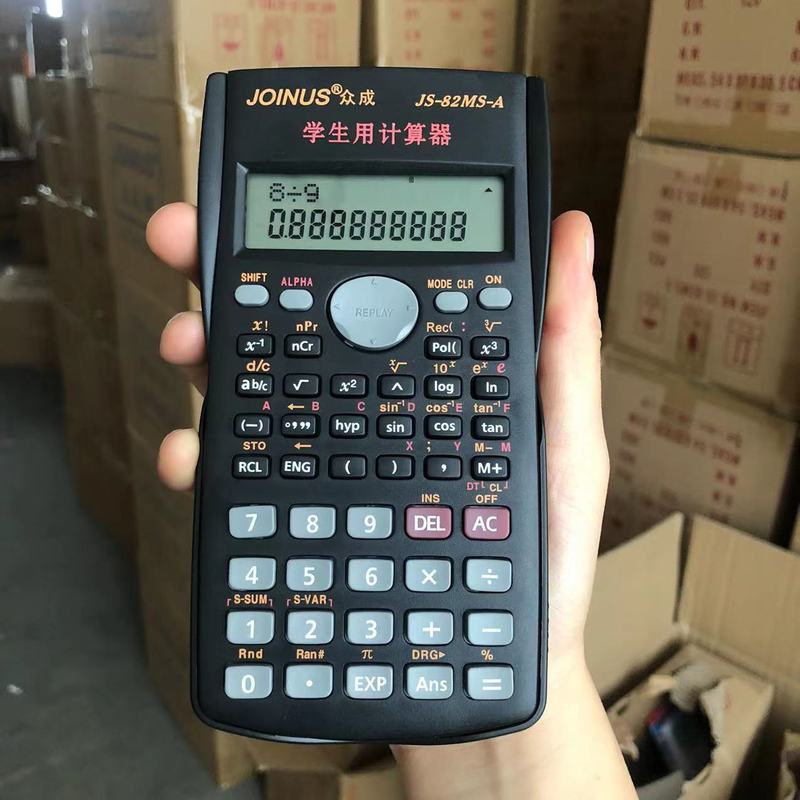 JOINUS®众成 JS-82MS-A
学生用计算器
8÷9
0.888888888
SHIFT ALPHA MODE CLR ON
REPLAY
x! nPr Rec( : ³√
x⁻¹ nCr Pol( x³
d/c ˣ√ 10ˣ eˣ e
a b/c √ x² ^ log ln
A ← B C sin⁻¹ D cos⁻¹ E tan⁻¹ F
(−) °,,, hyp sin cos tan
STO ← X ; Y M− M
RCL ENG ( ) , M+
DT CL
INS OFF
7 8 9 DEL AC
4 5 6 × ÷
S-SUM S-VAR
1 2 3 + −
Rnd Ran# π DRG▸ %
0 · EXP Ans =